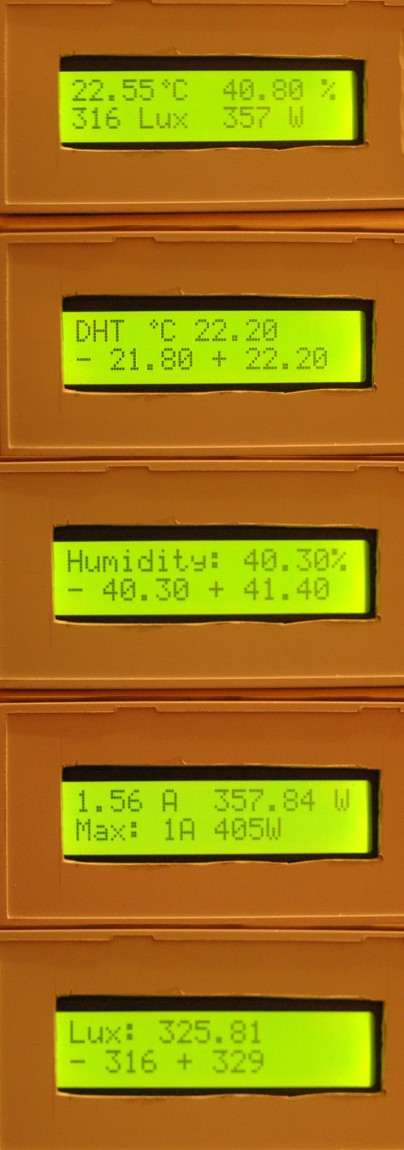 22.55°C 40.80 %
316 Lux 357 W
DHT °C 22.20
- 21.80 + 22.20
Humidity: 40.30%
- 40.30 + 41.40
1.56 A 357.84 W
Max: 1A 405W
Lux: 325.81
- 316 + 329